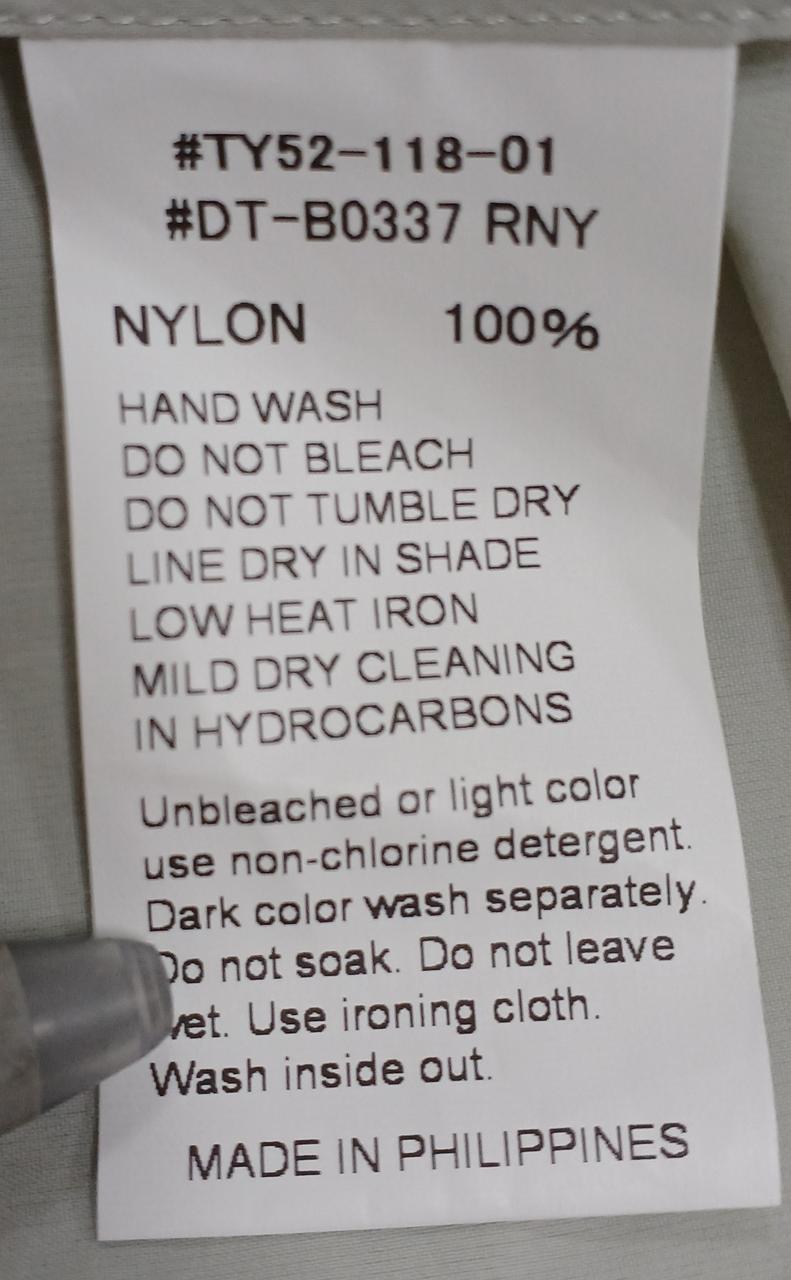 #TY52-118-01
#DT-B0337 RNY
NYLON 100%
HAND WASH
DO NOT BLEACH
DO NOT TUMBLE DRY
LINE DRY IN SHADE
LOW HEAT IRON
MILD DRY CLEANING
IN HYDROCARBONS
Unbleached or light color
use non-chlorine detergent.
Dark color wash separately.
Do not soak. Do not leave
wet. Use ironing cloth.
Wash inside out.
MADE IN PHILIPPINES